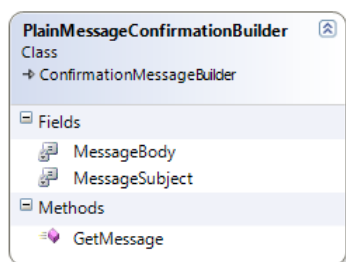 PlainMessageConfirmationBuilder
Class
ConfirmationMessageBuilder
Fields
MessageBody
MessageSubject
Methods
GetMessage